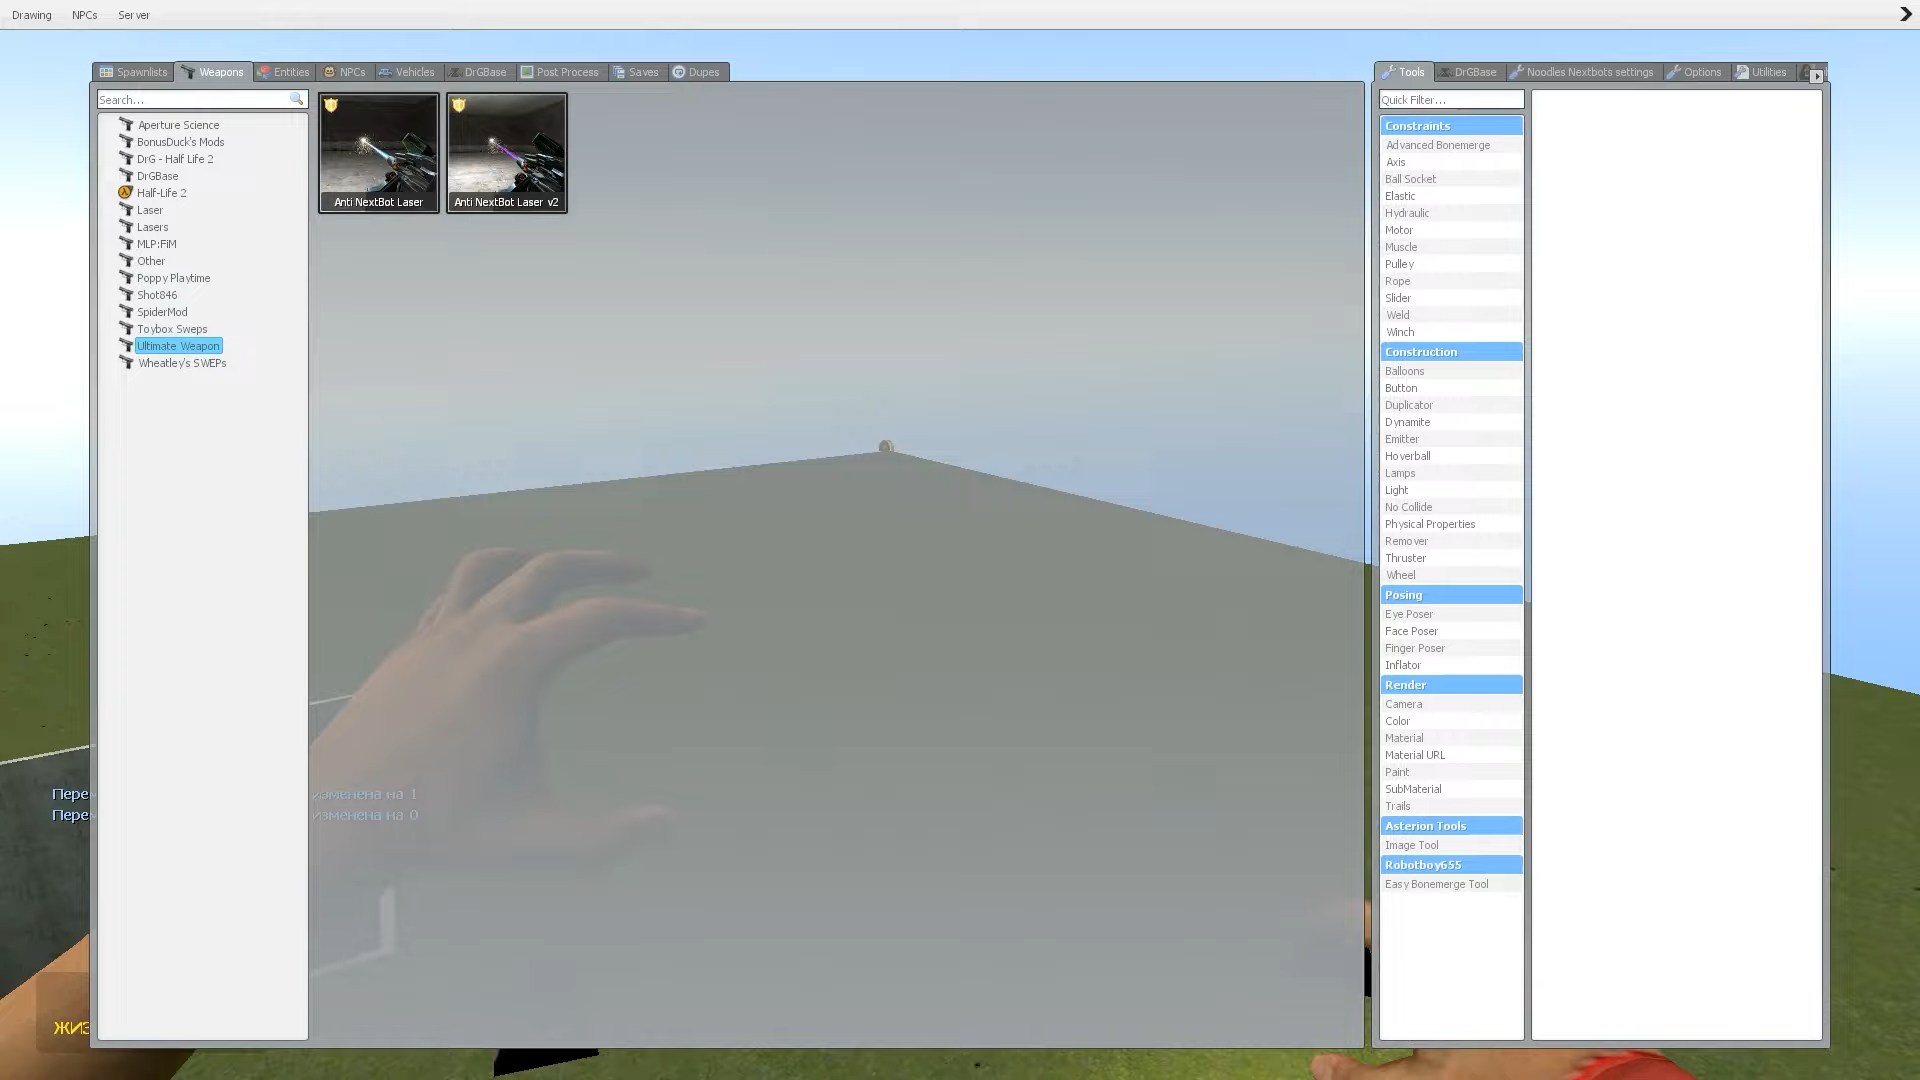 Drawing NPCs Server
Spawnlists Weapons Entities NPCs Vehicles DrGBase Post Process Saves Dupes
Search...
Aperture Science
BonusDuck's Mods
DrG - Half Life 2
DrGBase
Half-Life 2
Laser
Lasers
MLP:FiM
Other
Poppy Playtime
Shot846
SpiderMod
Toybox Sweps
Ultimate Weapon
Wheatley's SWEPs
Anti NextBot Laser
Anti NextBot Laser v2
изменена на 1
изменена на 0
Tools DrGBase Noodles Nextbots settings Options Utilities
Quick Filter...
Constraints
Advanced Bonemerge
Axis
Ball Socket
Elastic
Hydraulic
Motor
Muscle
Pulley
Rope
Slider
Weld
Winch
Construction
Balloons
Button
Duplicator
Dynamite
Emitter
Hoverball
Lamps
Light
No Collide
Physical Properties
Remover
Thruster
Wheel
Posing
Eye Poser
Face Poser
Finger Poser
Inflator
Render
Camera
Color
Material
Material URL
Paint
SubMaterial
Trails
Asterion Tools
Image Tool
Robotboy655
Easy Bonemerge Tool